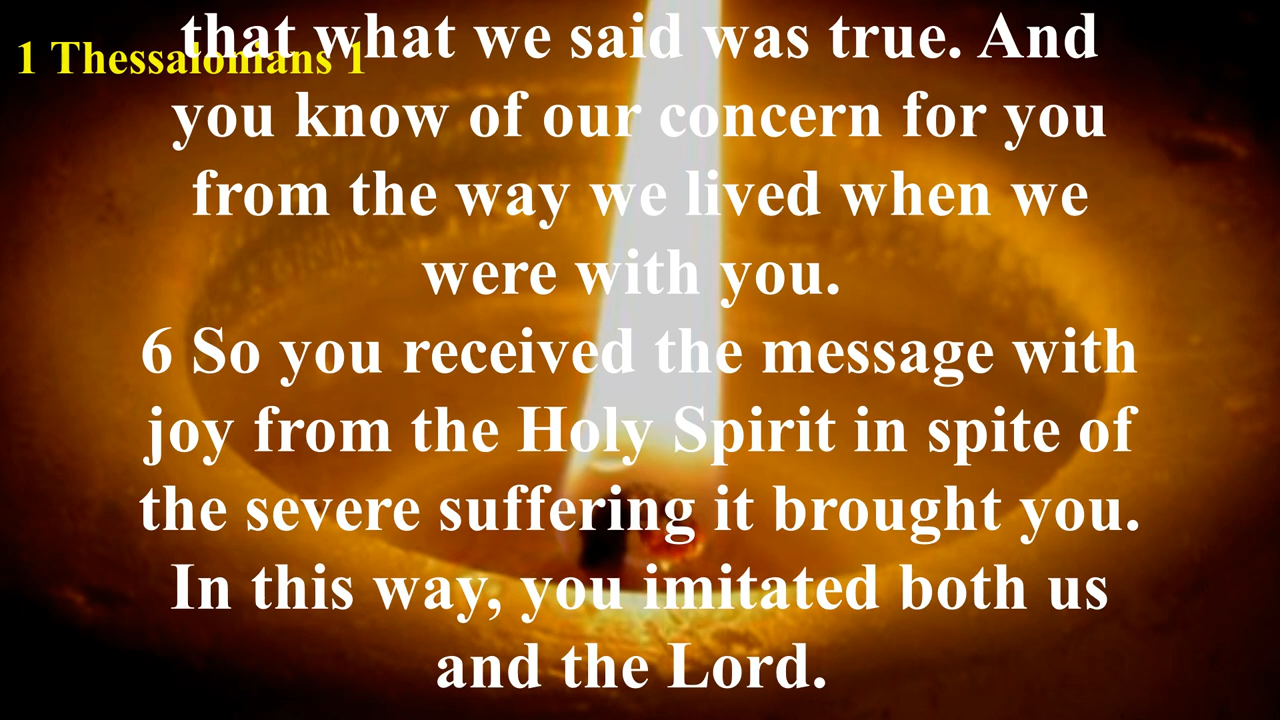 1 Thessalonians 1
that what we said was true. And
you know of our concern for you
from the way we lived when we
were with you.
6 So you received the message with
joy from the Holy Spirit in spite of
the severe suffering it brought you.
In this way, you imitated both us
and the Lord.